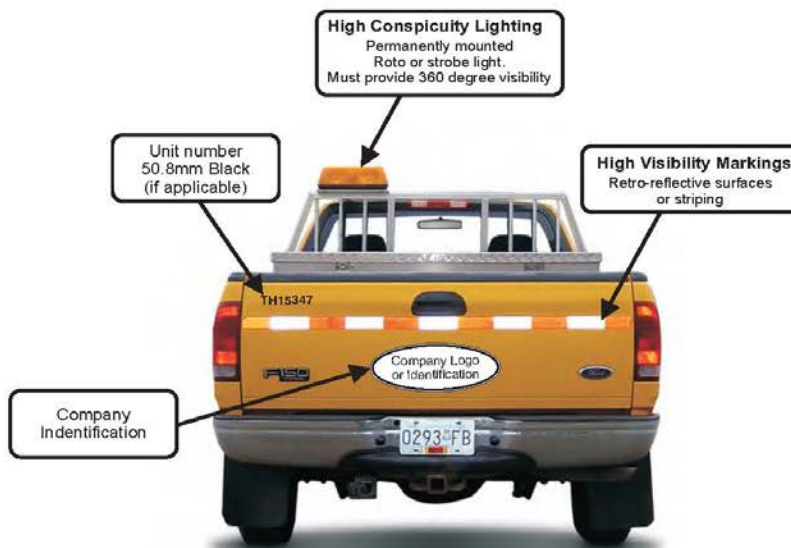 High Conspicuity Lighting
Permanently mounted
Roto or strobe light.
Must provide 360 degree visibility
Unit number
50.8mm Black
(if applicable)
High Visibility Markings
Retro-reflective surfaces
or striping
TH15347
Company Logo
or Identification
F150
Ford
Company
Indentification
0293 FB